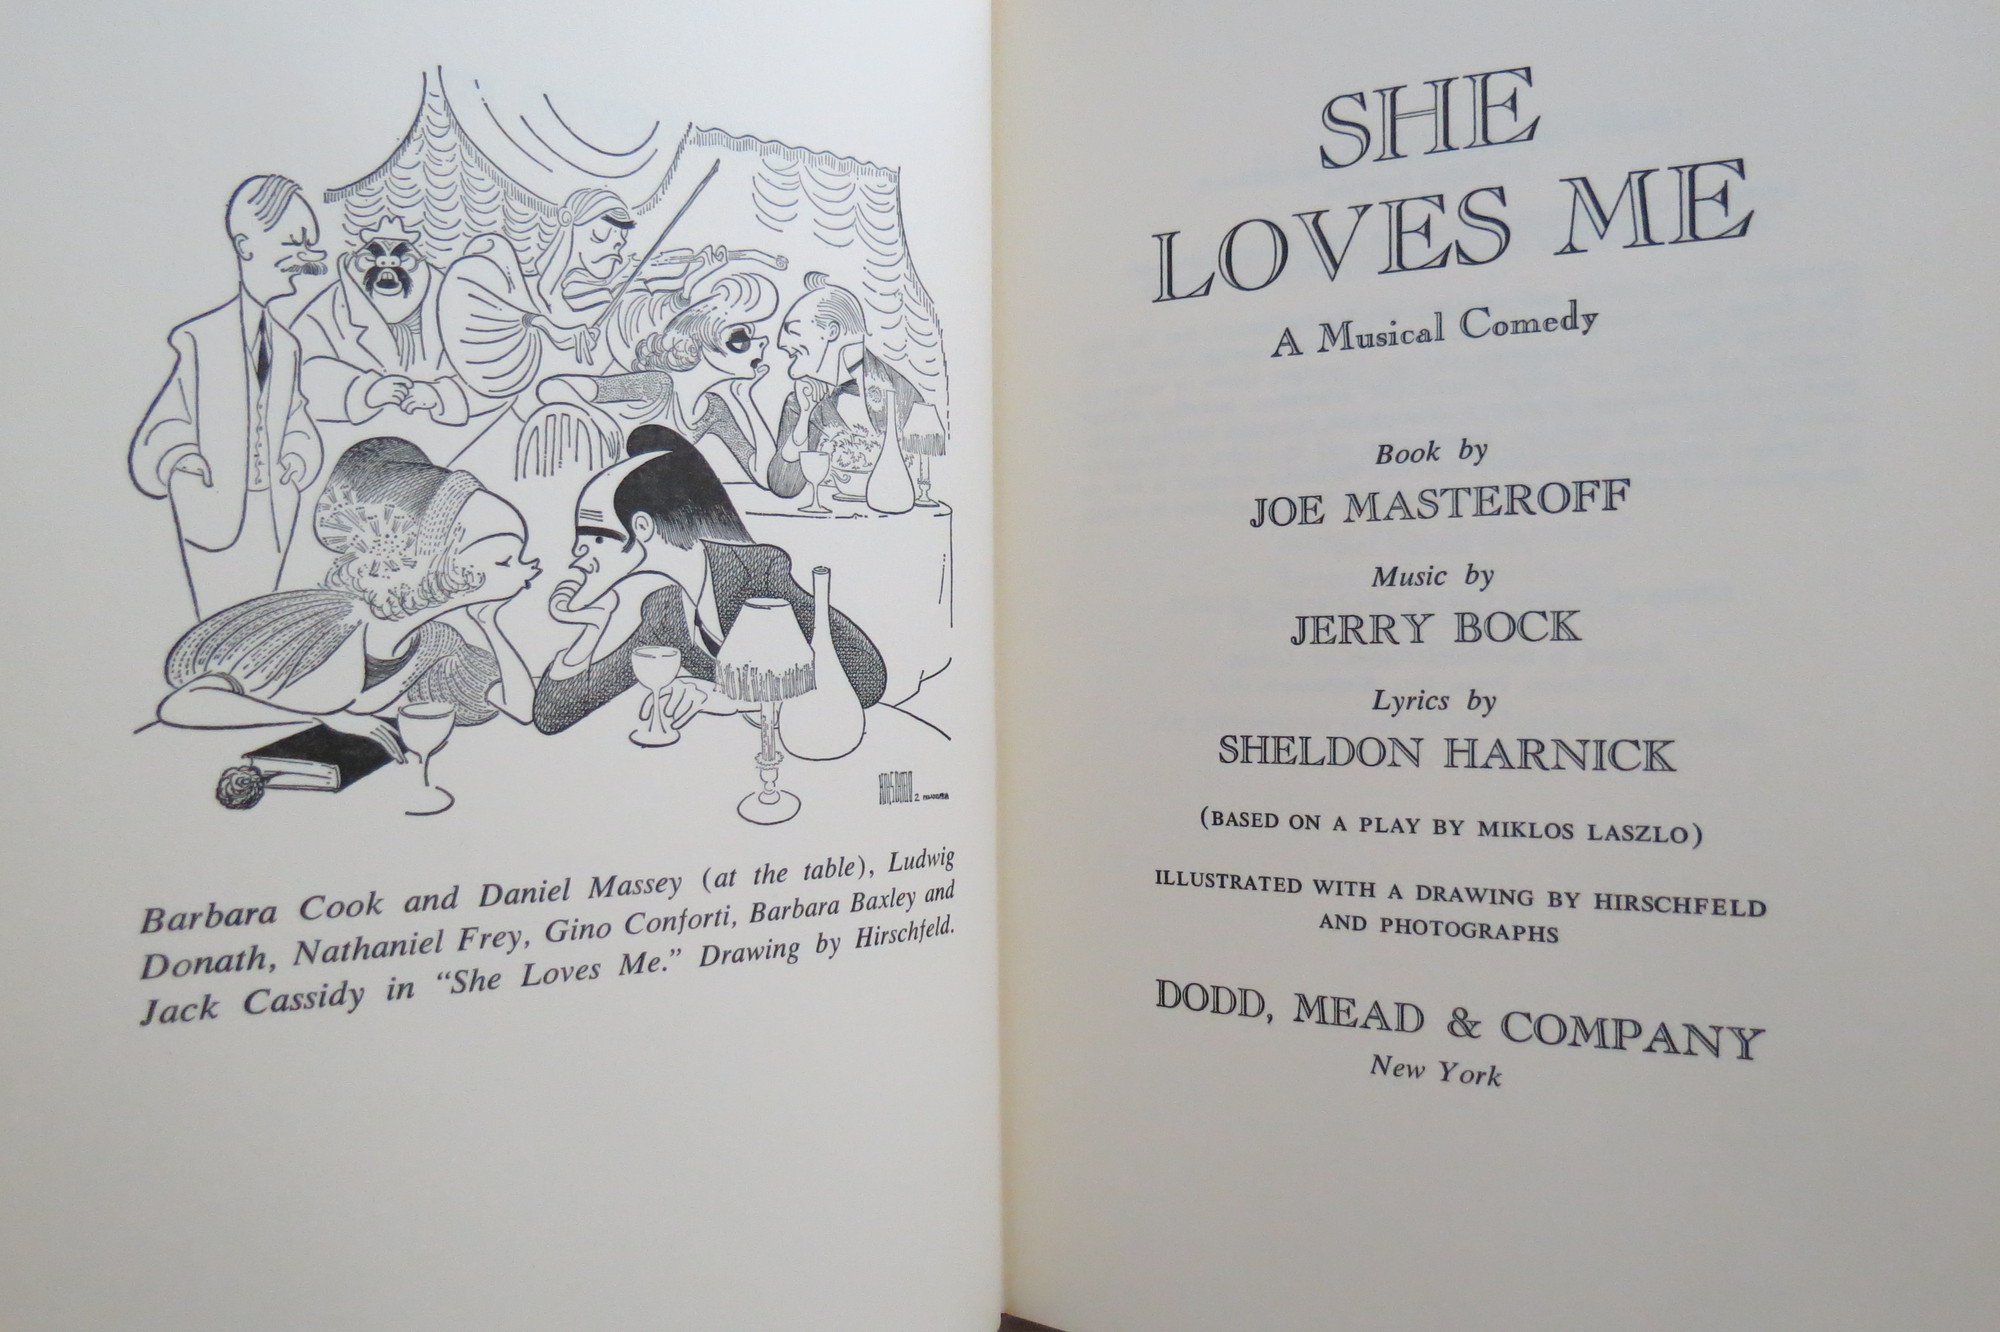 HIRSCHFELD 2
Barbara Cook and Daniel Massey (at the table), Ludwig
Donath, Nathaniel Frey, Gino Conforti, Barbara Baxley and
Jack Cassidy in "She Loves Me." Drawing by Hirschfeld.
SHE
LOVES ME
A Musical Comedy
Book by
JOE MASTEROFF
Music by
JERRY BOCK
Lyrics by
SHELDON HARNICK
(BASED ON A PLAY BY MIKLOS LASZLO)
ILLUSTRATED WITH A DRAWING BY HIRSCHFELD
AND PHOTOGRAPHS
DODD, MEAD & COMPANY
New York